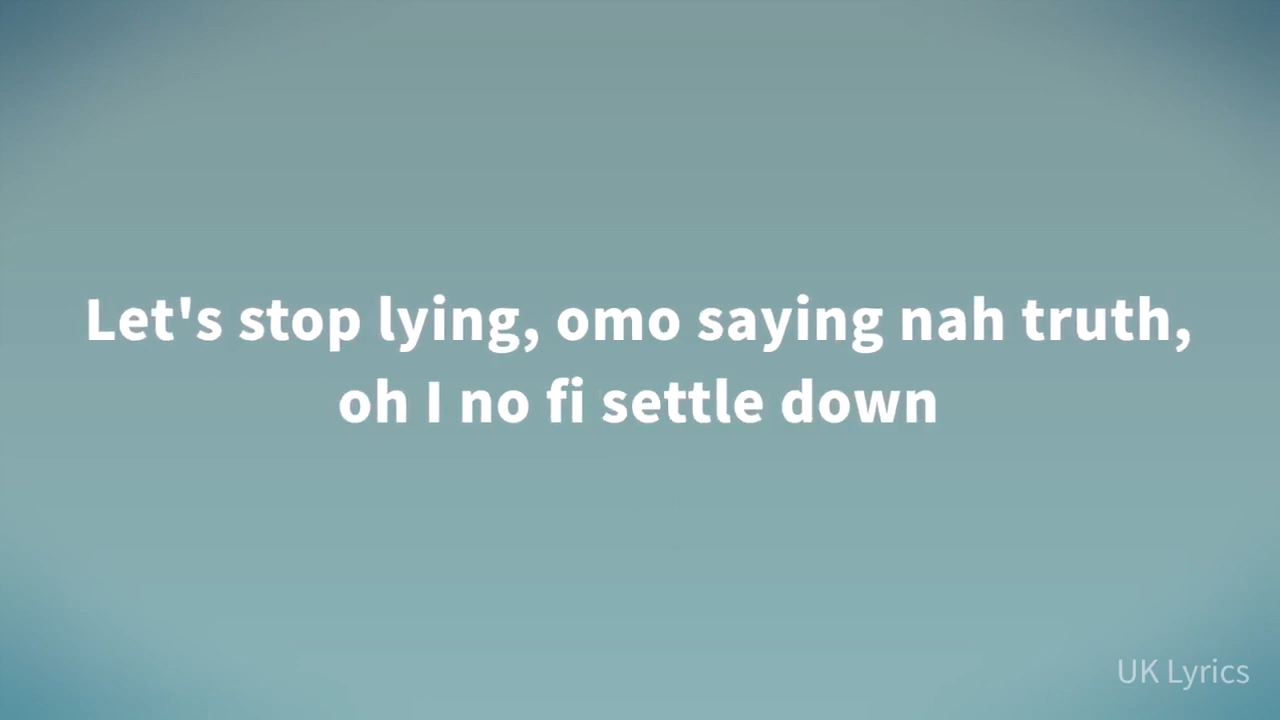 Let's stop lying, omo saying nah truth,
oh I no fi settle down
UK Lyrics